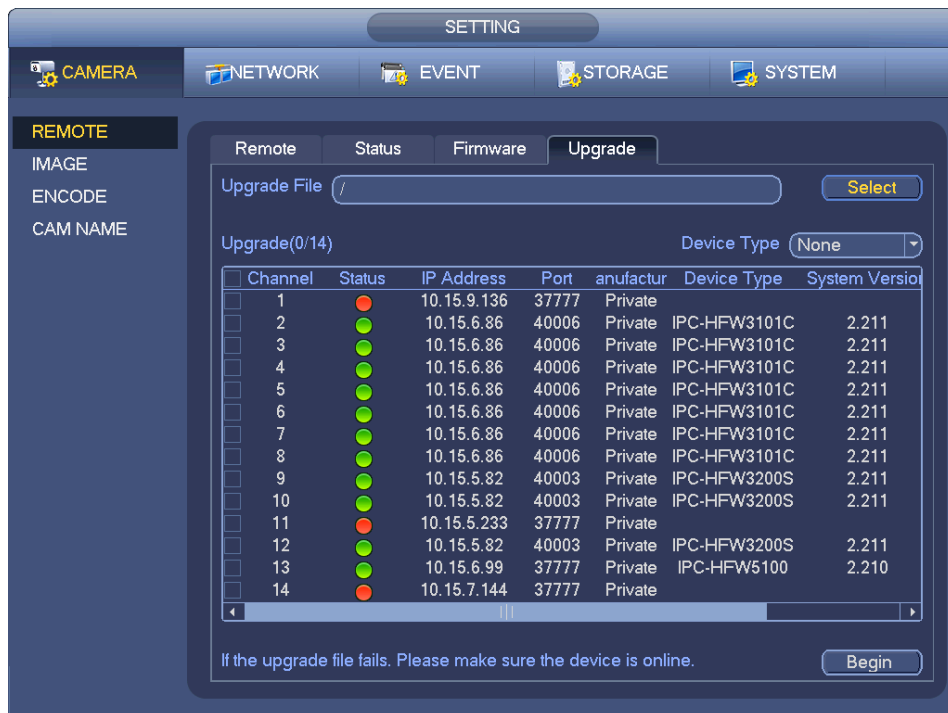 SETTING
CAMERA NETWORK EVENT STORAGE SYSTEM
REMOTE
IMAGE
ENCODE
CAM NAME
Remote Status Firmware Upgrade
Upgrade File / Select
Upgrade(0/14) Device Type None
Channel Status IP Address Port anufactur Device Type System Version
1 10.15.9.136 37777 Private
2 10.15.6.86 40006 Private IPC-HFW3101C 2.211
3 10.15.6.86 40006 Private IPC-HFW3101C 2.211
4 10.15.6.86 40006 Private IPC-HFW3101C 2.211
5 10.15.6.86 40006 Private IPC-HFW3101C 2.211
6 10.15.6.86 40006 Private IPC-HFW3101C 2.211
7 10.15.6.86 40006 Private IPC-HFW3101C 2.211
8 10.15.6.86 40006 Private IPC-HFW3101C 2.211
9 10.15.5.82 40003 Private IPC-HFW3200S 2.211
10 10.15.5.82 40003 Private IPC-HFW3200S 2.211
11 10.15.5.233 37777 Private
12 10.15.5.82 40003 Private IPC-HFW3200S 2.211
13 10.15.6.99 37777 Private IPC-HFW5100 2.210
14 10.15.7.144 37777 Private
If the upgrade file fails. Please make sure the device is online. Begin